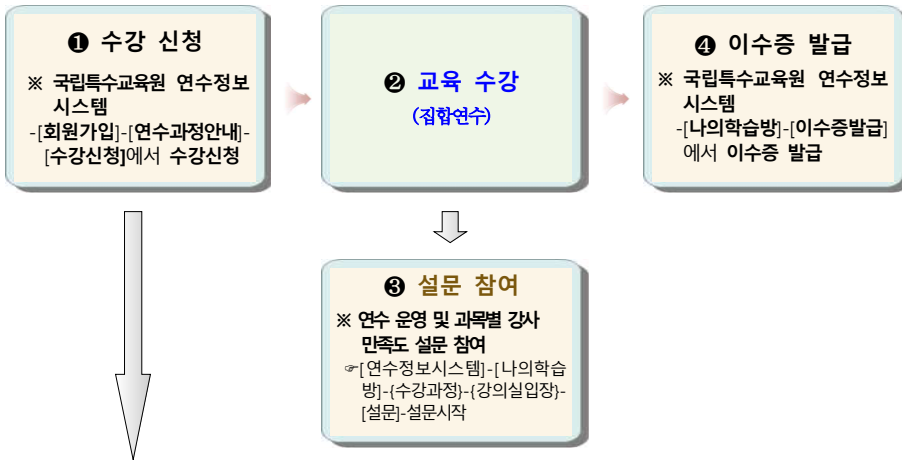 ❶ 수강 신청
※ 국립특수교육원 연수정보
시스템
-[회원가입]-[연수과정안내]-
[수강신청]에서 수강신청
❷ 교육 수강
(집합연수)
❹ 이수증 발급
※ 국립특수교육원 연수정보
시스템
-[나의학습방]-[이수증발급]
에서 이수증 발급
❸ 설문 참여
※ 연수 운영 및 과목별 강사
만족도 설문 참여
☞[연수정보시스템]-[나의학습
방]-{수강과정}-{강의실입장}-
[설문]-설문시작